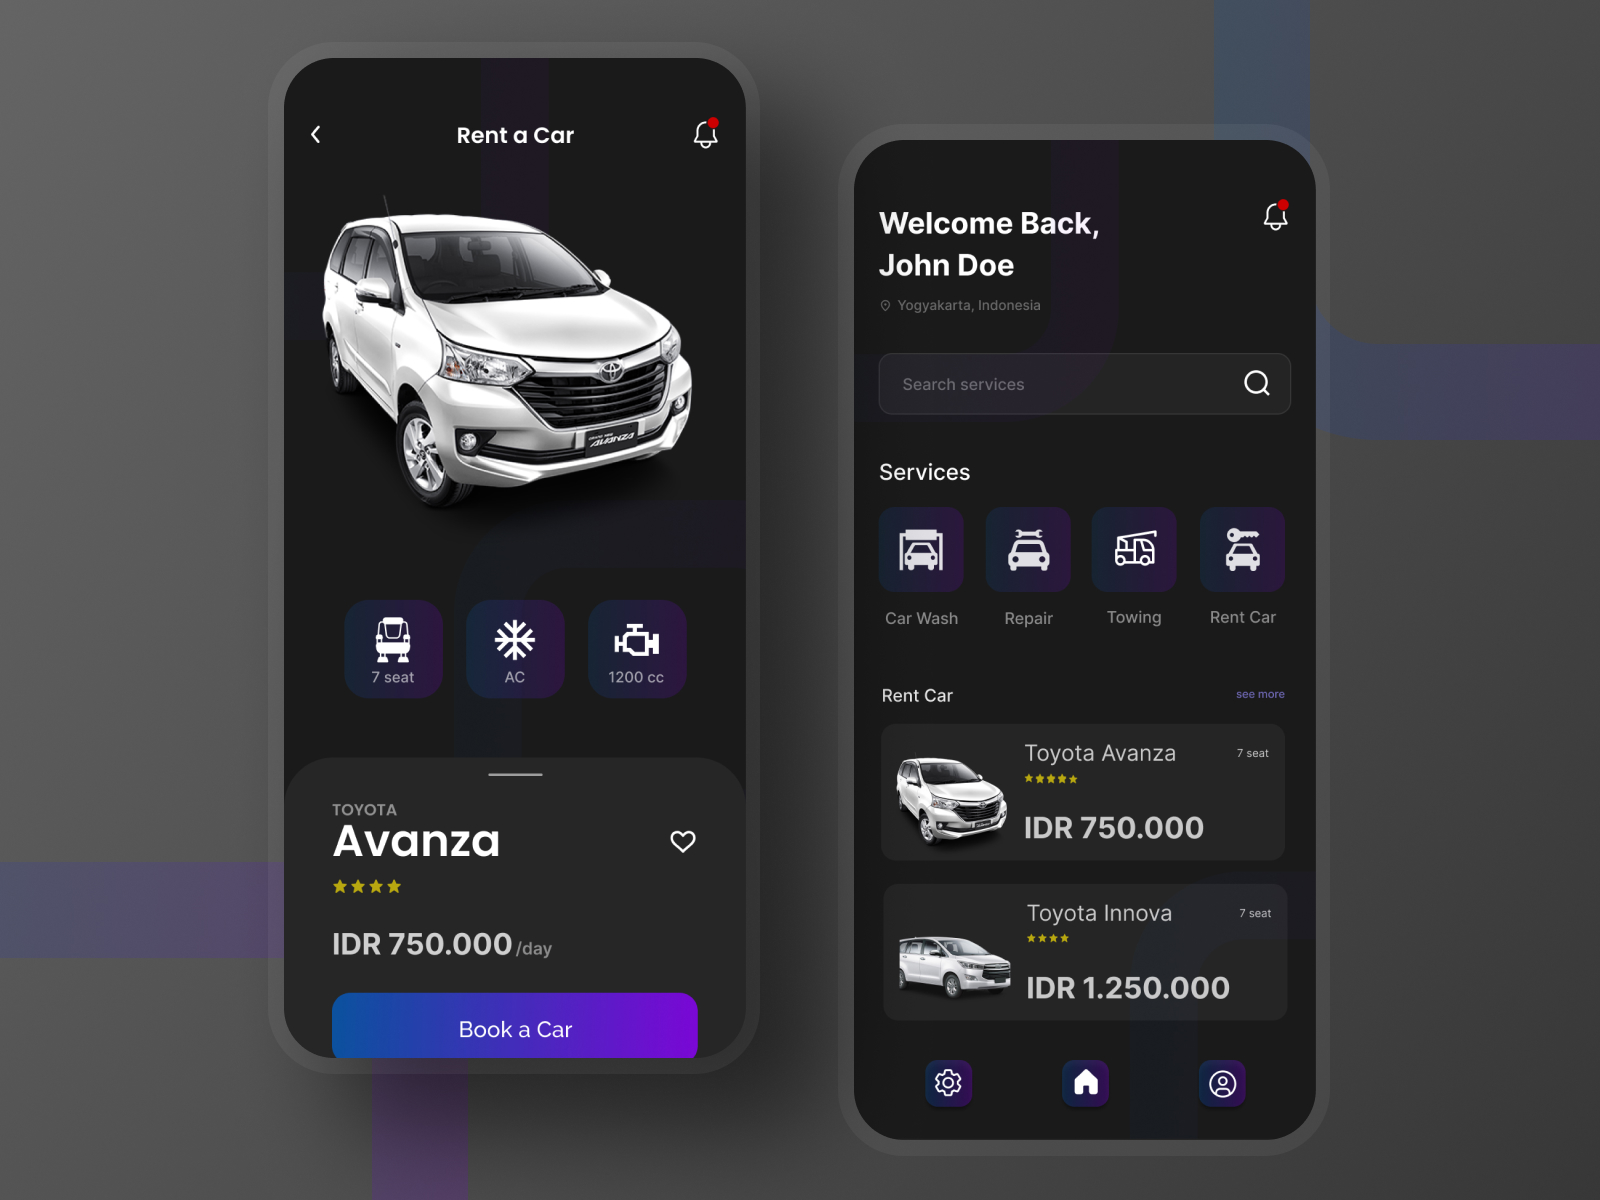 Rent a Car
AVANZA
7 seat
AC
1200 cc
TOYOTA
Avanza
IDR 750.000 /day
Book a Car
Welcome Back,
John Doe
Yogyakarta, Indonesia
Search services
Services
Car Wash
Repair
Towing
Rent Car
Rent Car
see more
Toyota Avanza
7 seat
IDR 750.000
Toyota Innova
7 seat
IDR 1.250.000